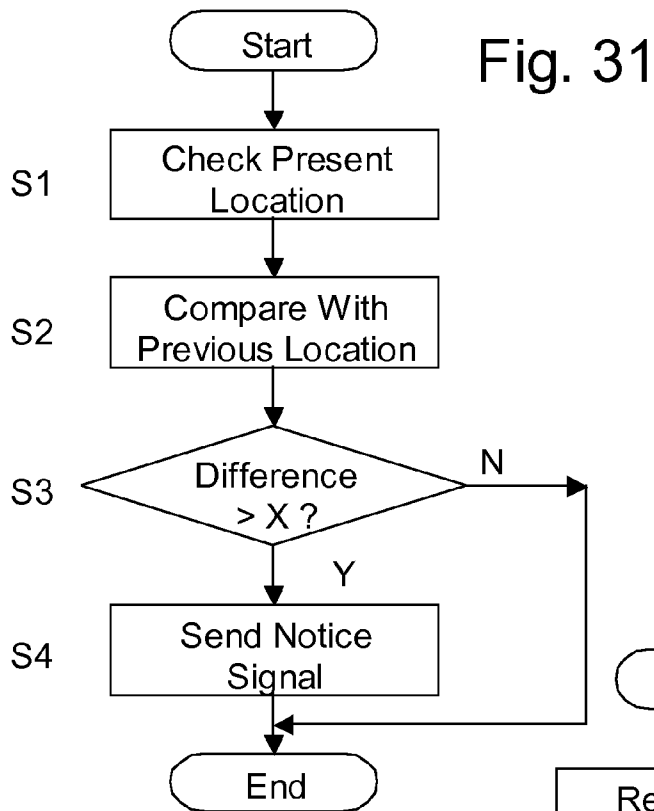 Fig. 31
Start
S1
Check Present
Location
S2
Compare With
Previous Location
S3
Difference
> X ?
N
Y
S4
Send Notice
Signal
End
Re